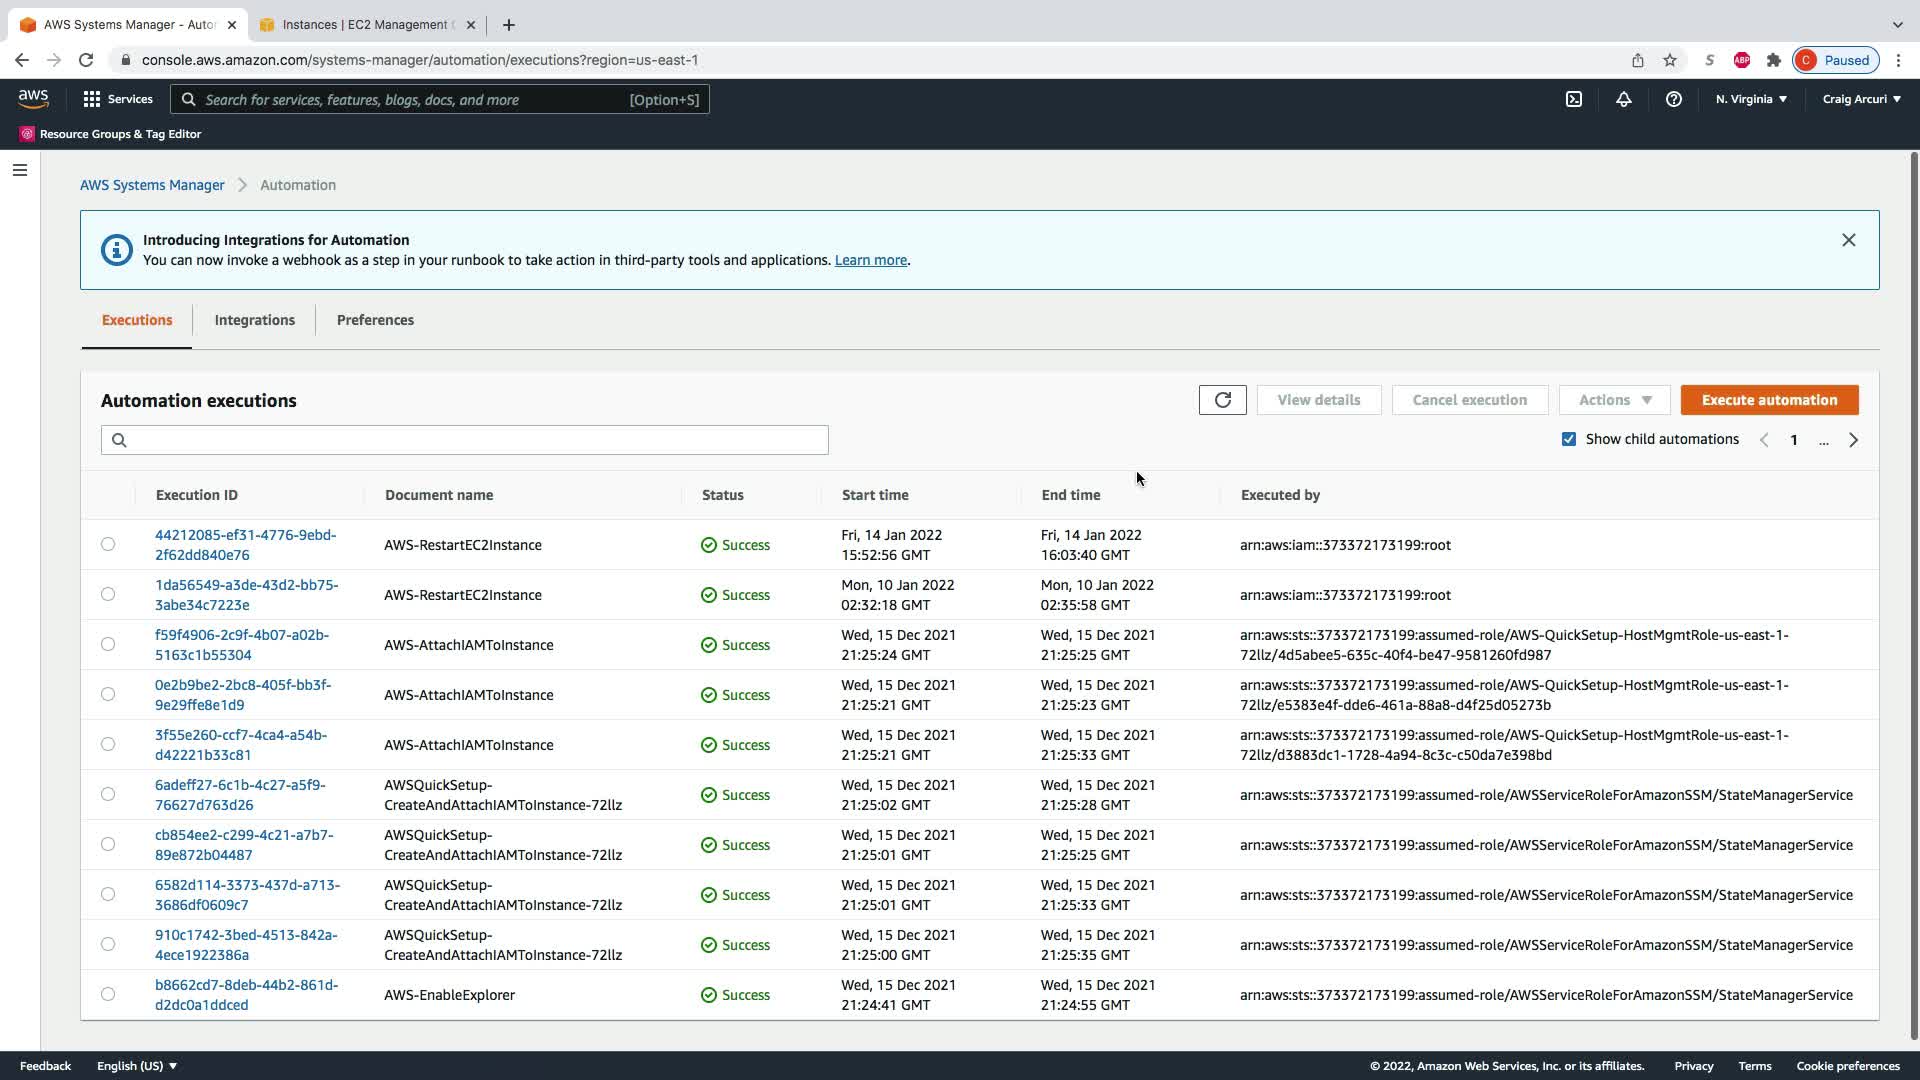 AWS Systems Manager - Autor
Instances | EC2 Management C
console.aws.amazon.com/systems-manager/automation/executions?region=us-east-1
S
ABP
C
Paused
aws
Services
Search for services, features, blogs, docs, and more
[Option+S]
N. Virginia
Craig Arcuri
Resource Groups & Tag Editor
AWS Systems Manager
Automation
Introducing Integrations for Automation
You can now invoke a webhook as a step in your runbook to take action in third-party tools and applications. Learn more.
Executions
Integrations
Preferences
Automation executions
View details
Cancel execution
Actions
Execute automation
Show child automations
1
...
Execution ID
Document name
Status
Start time
End time
Executed by
44212085-ef31-4776-9ebd-
2f62dd840e76
AWS-RestartEC2Instance
Success
Fri, 14 Jan 2022
15:52:56 GMT
Fri, 14 Jan 2022
16:03:40 GMT
arn:aws:iam::373372173199:root
1da56549-a3de-43d2-bb75-
3abe34c7223e
AWS-RestartEC2Instance
Success
Mon, 10 Jan 2022
02:32:18 GMT
Mon, 10 Jan 2022
02:35:58 GMT
arn:aws:iam::373372173199:root
f59f4906-2c9f-4b07-a02b-
5163c1b55304
AWS-AttachIAMToInstance
Success
Wed, 15 Dec 2021
21:25:24 GMT
Wed, 15 Dec 2021
21:25:25 GMT
arn:aws:sts::373372173199:assumed-role/AWS-QuickSetup-HostMgmtRole-us-east-1-
72llz/4d5abee5-635c-40f4-be47-9581260fd987
0e2b9be2-2bc8-405f-bb3f-
9e29ffe8e1d9
AWS-AttachIAMToInstance
Success
Wed, 15 Dec 2021
21:25:21 GMT
Wed, 15 Dec 2021
21:25:23 GMT
arn:aws:sts::373372173199:assumed-role/AWS-QuickSetup-HostMgmtRole-us-east-1-
72llz/e5383e4f-dde6-461a-88a8-d4f25d05273b
3f55e260-ccf7-4ca4-a54b-
d42221b33c81
AWS-AttachIAMToInstance
Success
Wed, 15 Dec 2021
21:25:21 GMT
Wed, 15 Dec 2021
21:25:33 GMT
arn:aws:sts::373372173199:assumed-role/AWS-QuickSetup-HostMgmtRole-us-east-1-
72llz/d3883dc1-1728-4a94-8c3c-c50da7e398bd
6adeff27-6c1b-4c27-a5f9-
76627d763d26
AWSQuickSetup-
CreateAndAttachIAMToInstance-72llz
Success
Wed, 15 Dec 2021
21:25:02 GMT
Wed, 15 Dec 2021
21:25:28 GMT
arn:aws:sts::373372173199:assumed-role/AWSServiceRoleForAmazonSSM/StateManagerService
cb854ee2-c299-4c21-a7b7-
89e872b04487
AWSQuickSetup-
CreateAndAttachIAMToInstance-72llz
Success
Wed, 15 Dec 2021
21:25:01 GMT
Wed, 15 Dec 2021
21:25:25 GMT
arn:aws:sts::373372173199:assumed-role/AWSServiceRoleForAmazonSSM/StateManagerService
6582d114-3373-437d-a713-
3686df0609c7
AWSQuickSetup-
CreateAndAttachIAMToInstance-72llz
Success
Wed, 15 Dec 2021
21:25:01 GMT
Wed, 15 Dec 2021
21:25:33 GMT
arn:aws:sts::373372173199:assumed-role/AWSServiceRoleForAmazonSSM/StateManagerService
910c1742-3bed-4513-842a-
4ece1922386a
AWSQuickSetup-
CreateAndAttachIAMToInstance-72llz
Success
Wed, 15 Dec 2021
21:25:00 GMT
Wed, 15 Dec 2021
21:25:35 GMT
arn:aws:sts::373372173199:assumed-role/AWSServiceRoleForAmazonSSM/StateManagerService
b8662cd7-8deb-44b2-861d-
d2dc0a1ddced
AWS-EnableExplorer
Success
Wed, 15 Dec 2021
21:24:41 GMT
Wed, 15 Dec 2021
21:24:55 GMT
arn:aws:sts::373372173199:assumed-role/AWSServiceRoleForAmazonSSM/StateManagerService
Feedback
English (US)
© 2022, Amazon Web Services, Inc. or its affiliates.
Privacy
Terms
Cookie preferences